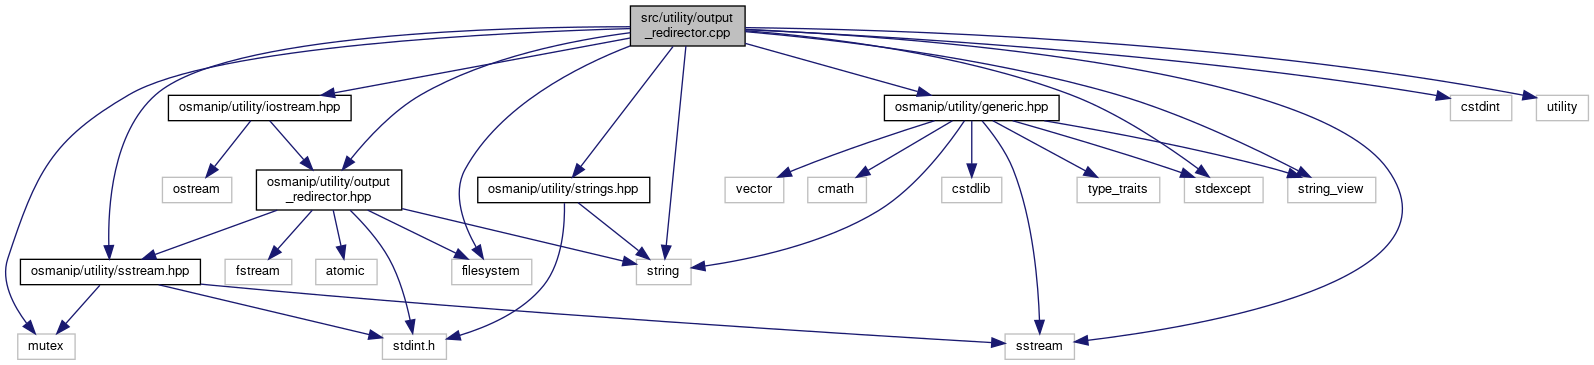 src/utility/output
_redirector.cpp
osmanip/utility/iostream.hpp
osmanip/utility/generic.hpp
cstdint
utility
ostream
osmanip/utility/output
_redirector.hpp
osmanip/utility/strings.hpp
vector
cmath
cstdlib
type_traits
stdexcept
string_view
osmanip/utility/sstream.hpp
fstream
atomic
filesystem
string
mutex
stdint.h
sstream